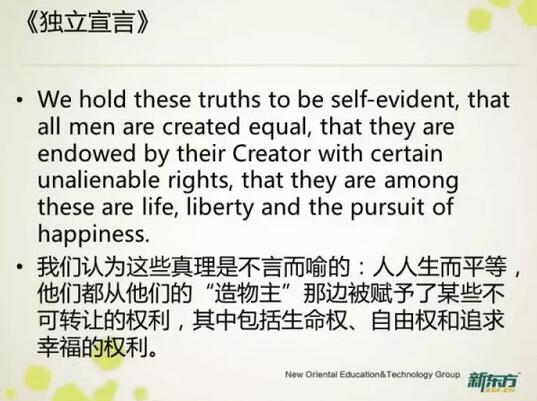 《独立宣言》
• We hold these truths to be self-evident, that
all men are created equal, that they are
endowed by their Creator with certain
unalienable rights, that they are among
these are life, liberty and the pursuit of
happiness.
• 我们认为这些真理是不言而喻的：人人生而平等，
他们都从他们的“造物主”那边被赋予了某些不
可转让的权利，其中包括生命权、自由权和追求
幸福的权利。
New Oriental Education&Technology Group 新东方
XDF.CN